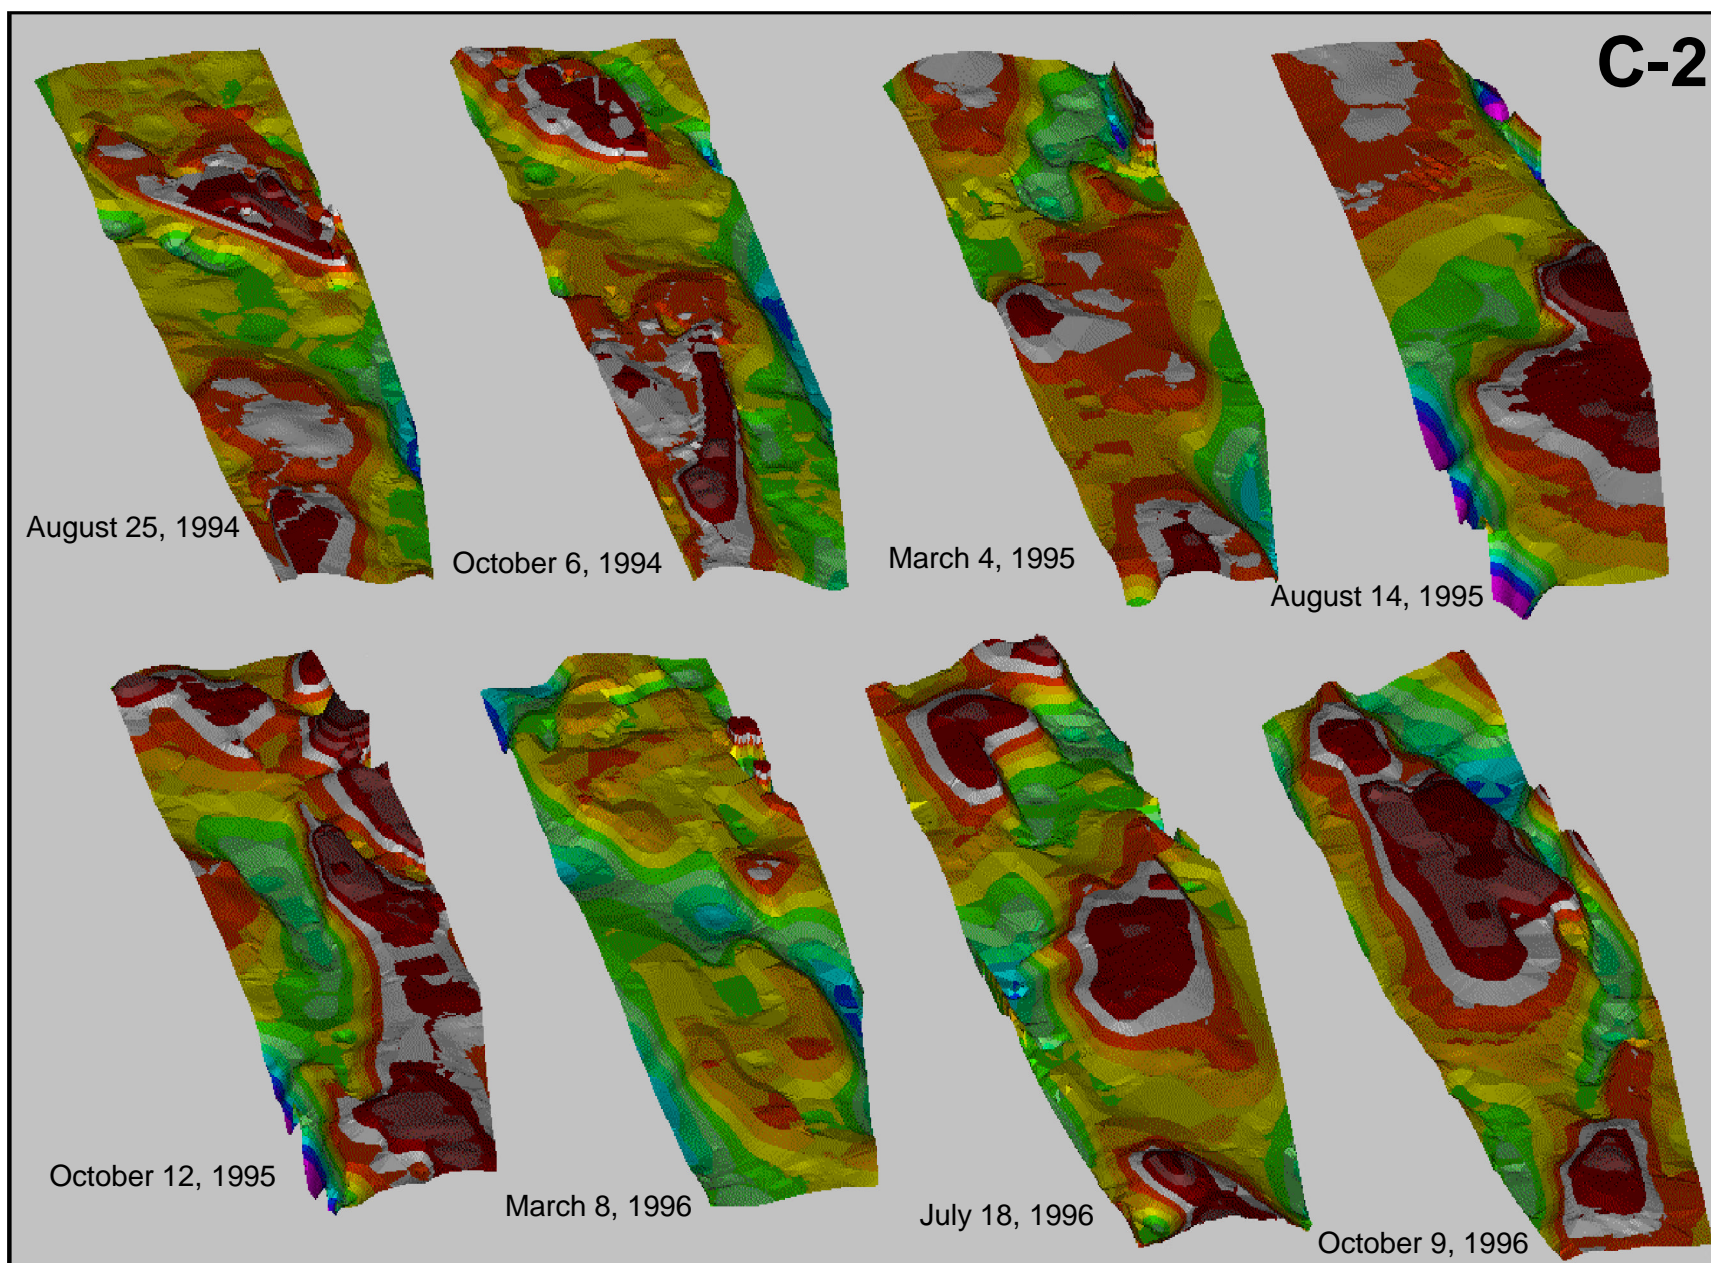 C-2
August 25, 1994
October 6, 1994
March 4, 1995
August 14, 1995
October 12, 1995
March 8, 1996
July 18, 1996
October 9, 1996